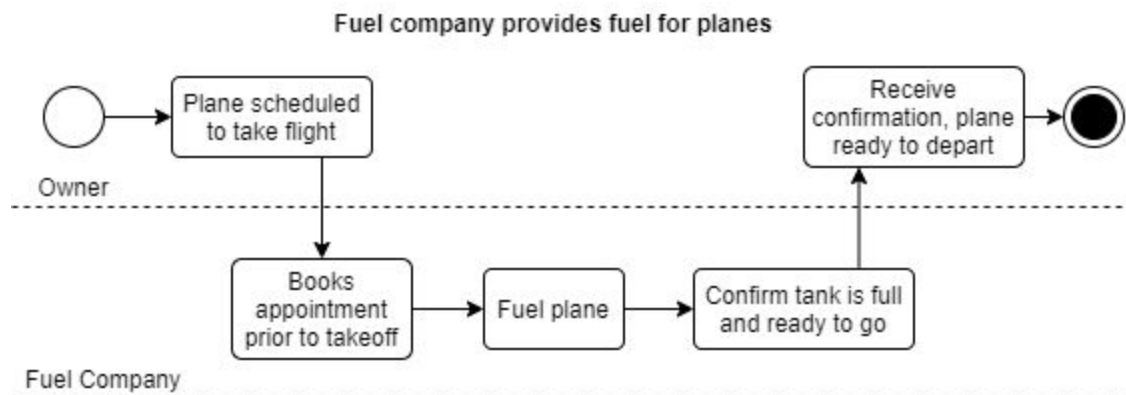 Fuel company provides fuel for planes
Plane scheduled
to take flight
Receive
confirmation, plane
ready to depart
Owner
Books
appointment
prior to takeoff
Fuel plane
Confirm tank is full
and ready to go
Fuel Company